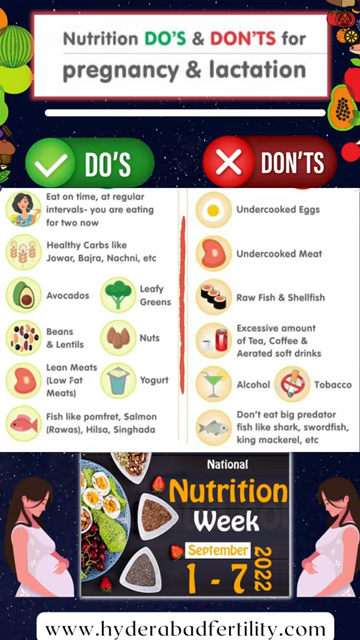 Nutrition DO'S & DON'TS for
pregnancy & lactation
DO'S
DON'TS
Eat on time, at regular
intervals- you are eating
for two now
Healthy Carbs like
Jowar, Bajra, Nachni, etc
Avocados
Leafy
Greens
Beans
& Lentils
Nuts
Lean Meats
(Low Fat
Meats)
Yogurt
Fish like pomfret, Salmon
(Rawas), Hilsa, Singhada
Undercooked Eggs
Undercooked Meat
Raw Fish & Shellfish
Excessive amount
of Tea, Coffee &
Aerated soft drinks
Alcohol
Tobacco
Don't eat big predator
fish like shark, swordfish,
king mackerel, etc
National
Nutrition
Week
September
1 - 7
2022
www.hyderabadfertility.com